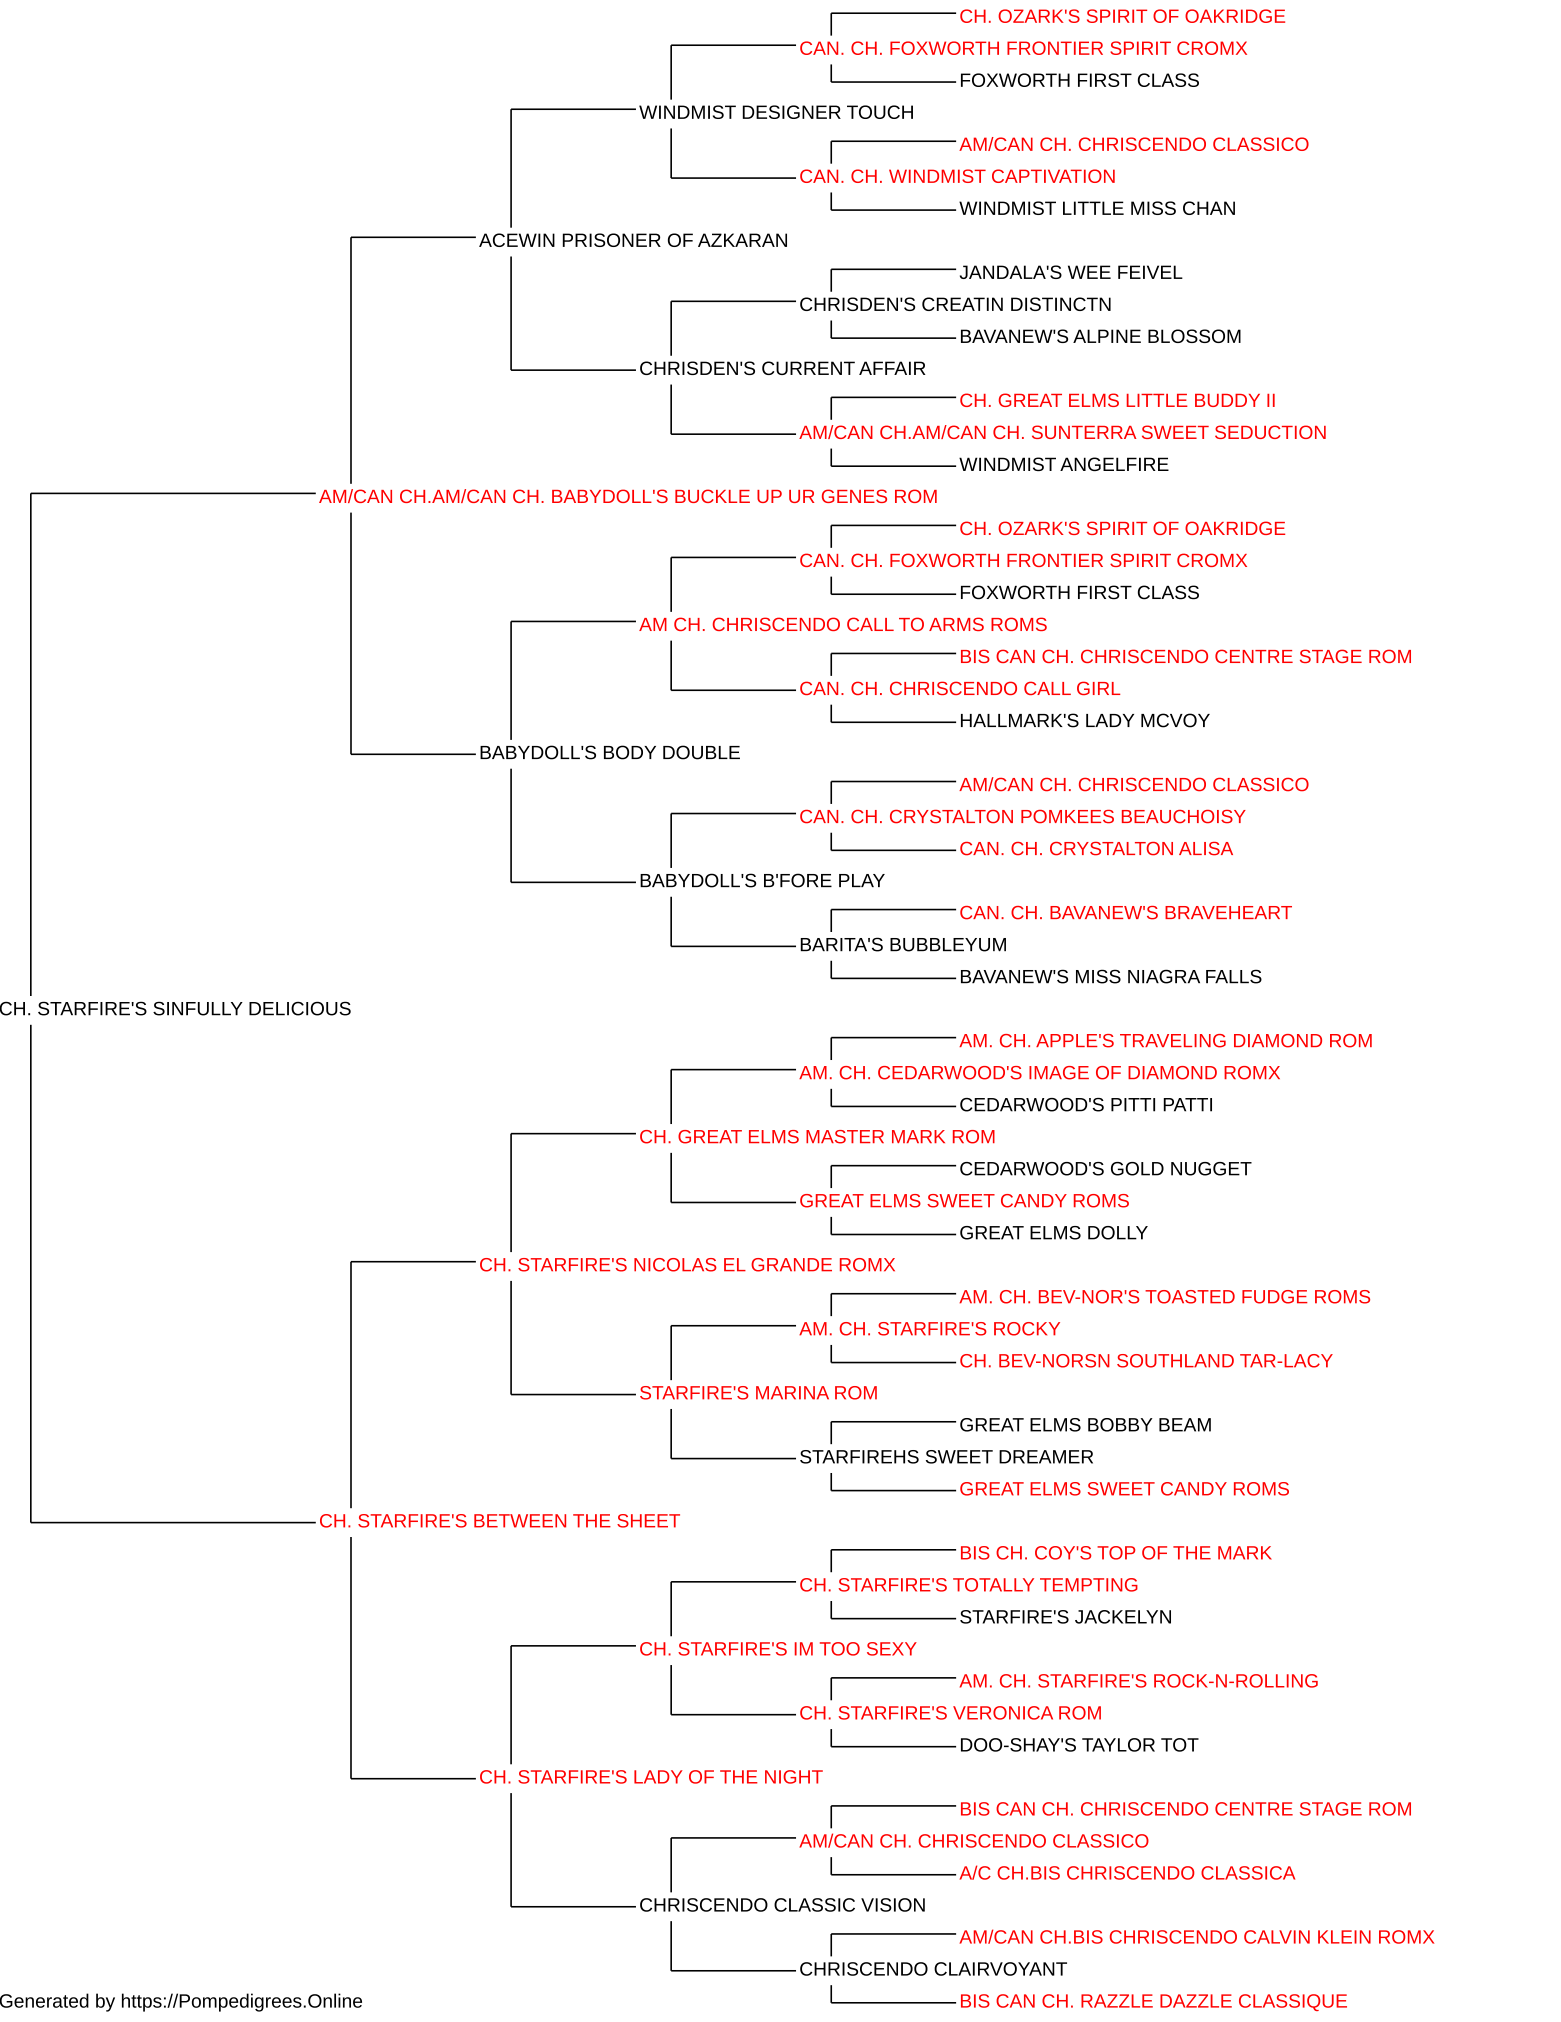 CH. OZARK'S SPIRIT OF OAKRIDGE
CAN. CH. FOXWORTH FRONTIER SPIRIT CROMX
FOXWORTH FIRST CLASS
WINDMIST DESIGNER TOUCH
AM/CAN CH. CHRISCENDO CLASSICO
CAN. CH. WINDMIST CAPTIVATION
WINDMIST LITTLE MISS CHAN
ACEWIN PRISONER OF AZKARAN
JANDALA'S WEE FEIVEL
CHRISDEN'S CREATIN DISTINCTN
BAVANEW'S ALPINE BLOSSOM
CHRISDEN'S CURRENT AFFAIR
CH. GREAT ELMS LITTLE BUDDY II
AM/CAN CH.AM/CAN CH. SUNTERRA SWEET SEDUCTION
WINDMIST ANGELFIRE
AM/CAN CH.AM/CAN CH. BABYDOLL'S BUCKLE UP UR GENES ROM
CH. OZARK'S SPIRIT OF OAKRIDGE
CAN. CH. FOXWORTH FRONTIER SPIRIT CROMX
FOXWORTH FIRST CLASS
AM CH. CHRISCENDO CALL TO ARMS ROMS
BIS CAN CH. CHRISCENDO CENTRE STAGE ROM
CAN. CH. CHRISCENDO CALL GIRL
HALLMARK'S LADY MCVOY
BABYDOLL'S BODY DOUBLE
AM/CAN CH. CHRISCENDO CLASSICO
CAN. CH. CRYSTALTON POMKEES BEAUCHOISY
CAN. CH. CRYSTALTON ALISA
BABYDOLL'S B'FORE PLAY
CAN. CH. BAVANEW'S BRAVEHEART
BARITA'S BUBBLEYUM
BAVANEW'S MISS NIAGRA FALLS
CH. STARFIRE'S SINFULLY DELICIOUS
AM. CH. APPLE'S TRAVELING DIAMOND ROM
AM. CH. CEDARWOOD'S IMAGE OF DIAMOND ROMX
CEDARWOOD'S PITTI PATTI
CH. GREAT ELMS MASTER MARK ROM
CEDARWOOD'S GOLD NUGGET
GREAT ELMS SWEET CANDY ROMS
GREAT ELMS DOLLY
CH. STARFIRE'S NICOLAS EL GRANDE ROMX
AM. CH. BEV-NOR'S TOASTED FUDGE ROMS
AM. CH. STARFIRE'S ROCKY
CH. BEV-NORSN SOUTHLAND TAR-LACY
STARFIRE'S MARINA ROM
GREAT ELMS BOBBY BEAM
STARFIREHS SWEET DREAMER
GREAT ELMS SWEET CANDY ROMS
CH. STARFIRE'S BETWEEN THE SHEET
BIS CH. COY'S TOP OF THE MARK
CH. STARFIRE'S TOTALLY TEMPTING
STARFIRE'S JACKELYN
CH. STARFIRE'S IM TOO SEXY
AM. CH. STARFIRE'S ROCK-N-ROLLING
CH. STARFIRE'S VERONICA ROM
DOO-SHAY'S TAYLOR TOT
CH. STARFIRE'S LADY OF THE NIGHT
BIS CAN CH. CHRISCENDO CENTRE STAGE ROM
AM/CAN CH. CHRISCENDO CLASSICO
A/C CH.BIS CHRISCENDO CLASSICA
CHRISCENDO CLASSIC VISION
AM/CAN CH.BIS CHRISCENDO CALVIN KLEIN ROMX
CHRISCENDO CLAIRVOYANT
BIS CAN CH. RAZZLE DAZZLE CLASSIQUE
Generated by https://Pompedigrees.Online